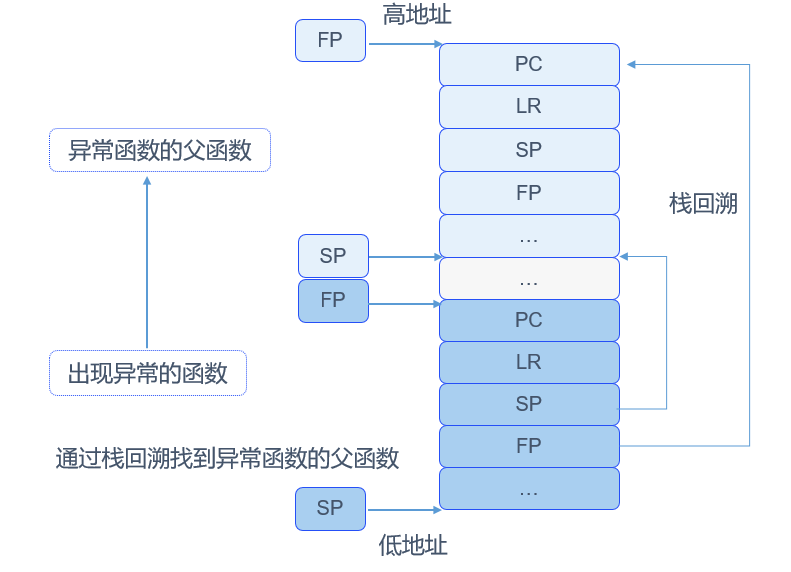 高地址
FP
PC
LR
异常函数的父函数
SP
FP
栈回溯
…
SP
…
FP
PC
LR
出现异常的函数
SP
FP
通过栈回溯找到异常函数的父函数
…
SP
低地址